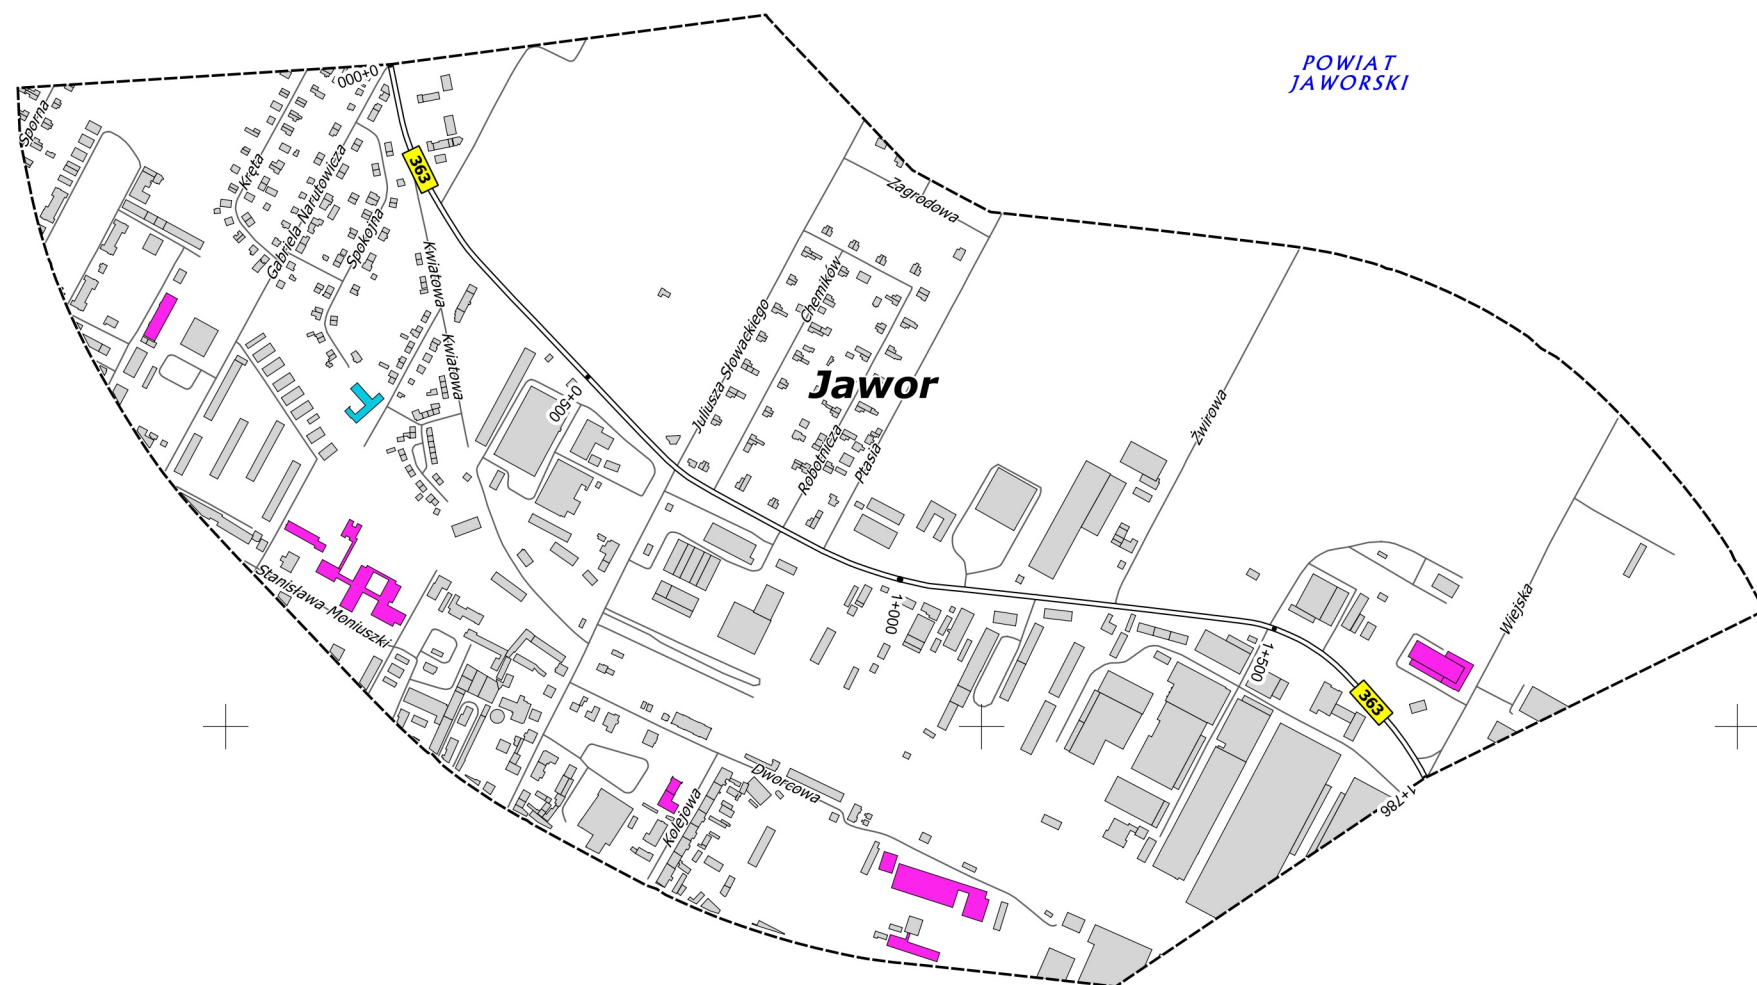 POWIAT
JAWORSKI
0+000
Sporna
363
Kręta
Gabriela-Narutowicza
Spokojna
Kwiatowa
Zagrodowa
Kwiatowa
Juliusza-Słowackiego
Chemików
Jawor
0+500
Robotnicza
Ptasia
Żwirowa
Stanisława-Moniuszki
1+000
Wiejska
1+500
363
Dworcowa
Kolejowa
1+786